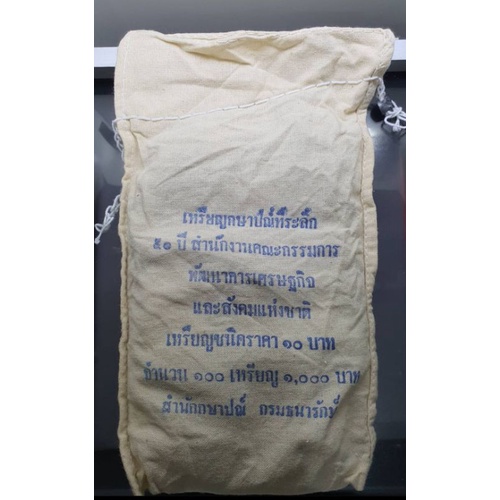 เหรียญกษาปณ์ที่ระลึก
๕๐ ปี สำนักงานคณะกรรมการ
พัฒนาการเศรษฐกิจ
และสังคมแห่งชาติ
เหรียญชนิดราคา ๑๐ บาท
จำนวน ๑๐๐ เหรียญ ๑,๐๐๐ บาท
สำนักกษาปณ์ กรมธนารักษ์